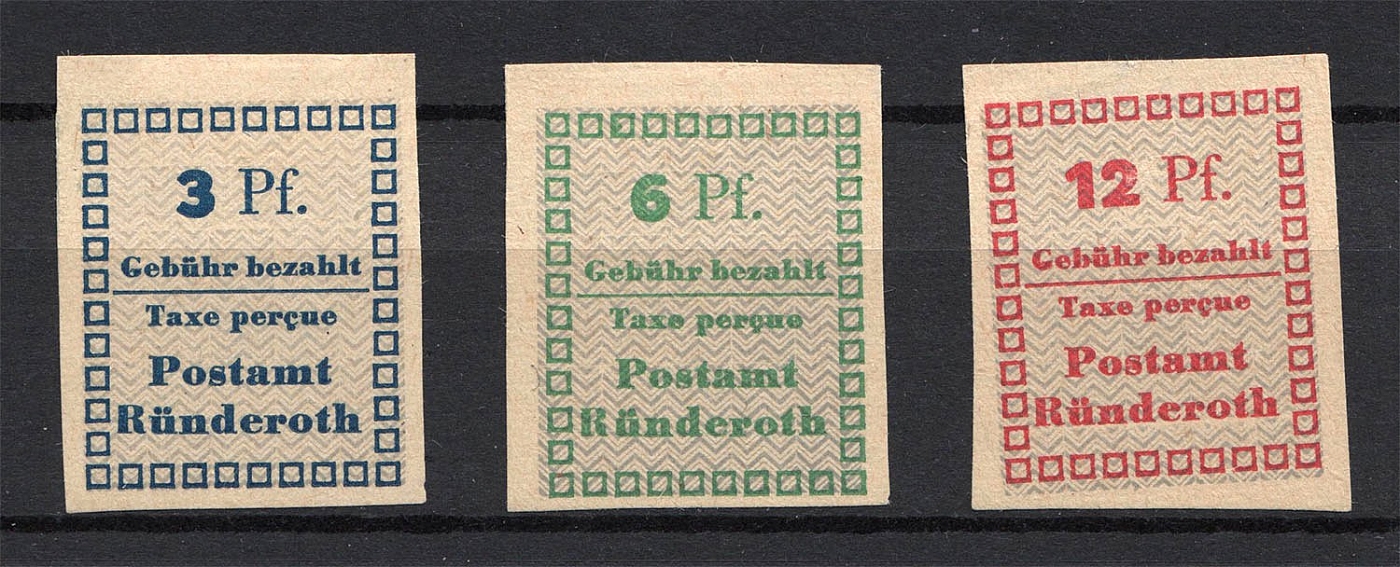 3 Pf.
Gebühr bezahlt
Taxe perçue
Postamt
Ründeroth
6 Pf.
Gebühr bezahlt
Taxe perçue
Postamt
Ründeroth
12 Pf.
Gebühr bezahlt
Taxe perçue
Postamt
Ründeroth